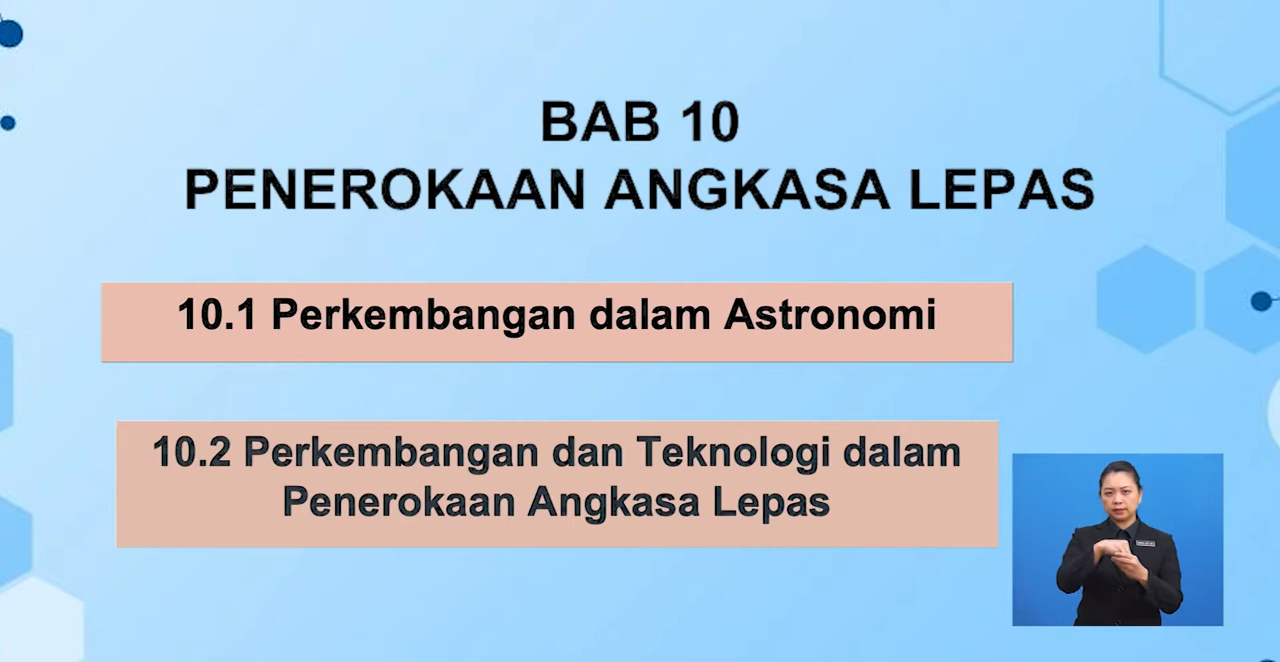 BAB 10
PENEROKAAN ANGKASA LEPAS
10.1 Perkembangan dalam Astronomi
10.2 Perkembangan dan Teknologi dalam
Penerokaan Angkasa Lepas